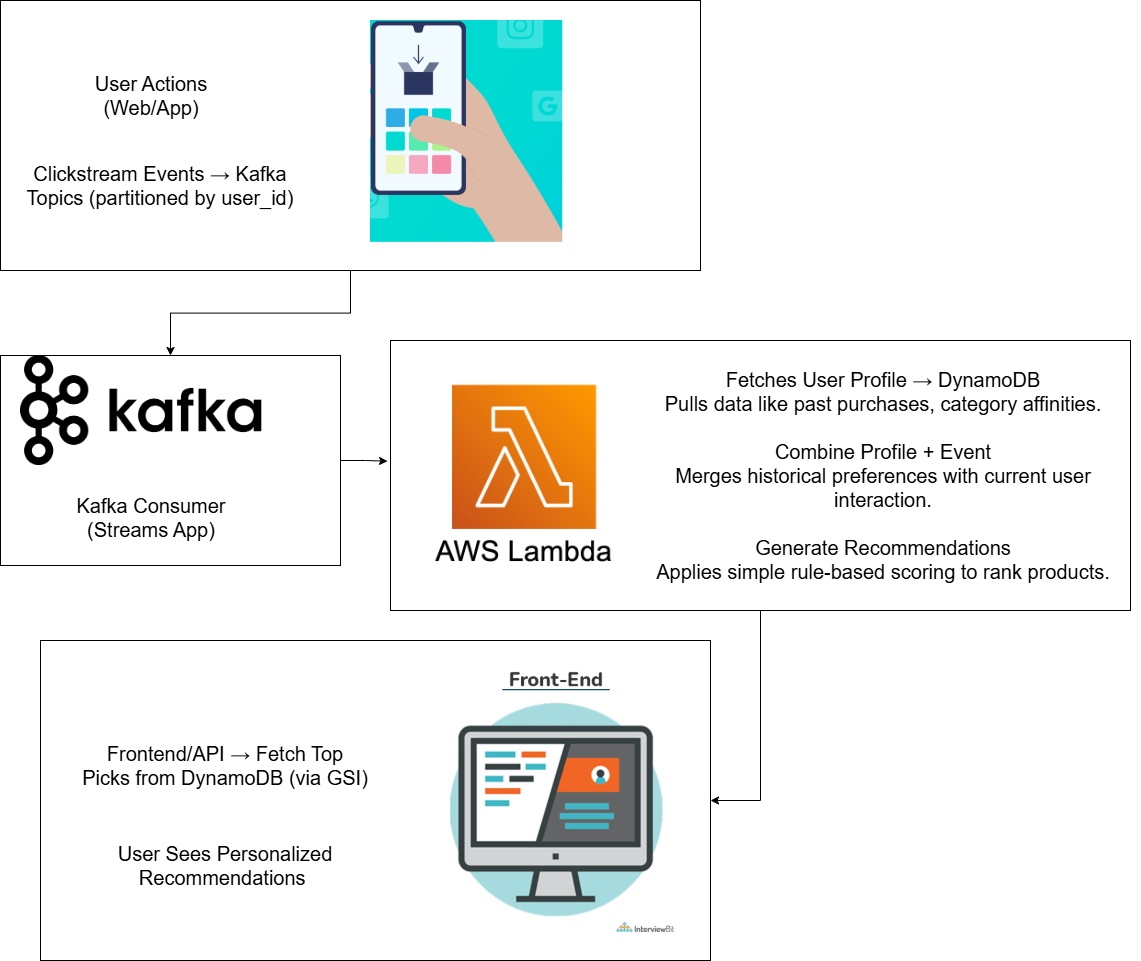 User Actions
(Web/App)
Clickstream Events → Kafka
Topics (partitioned by user_id)
G
kafka
Kafka Consumer
(Streams App)
AWS Lambda
Fetches User Profile → DynamoDB
Pulls data like past purchases, category affinities.
Combine Profile + Event
Merges historical preferences with current user
interaction.
Generate Recommendations
Applies simple rule-based scoring to rank products.
Front-End
Frontend/API → Fetch Top
Picks from DynamoDB (via GSI)
User Sees Personalized
Recommendations
InterviewBit